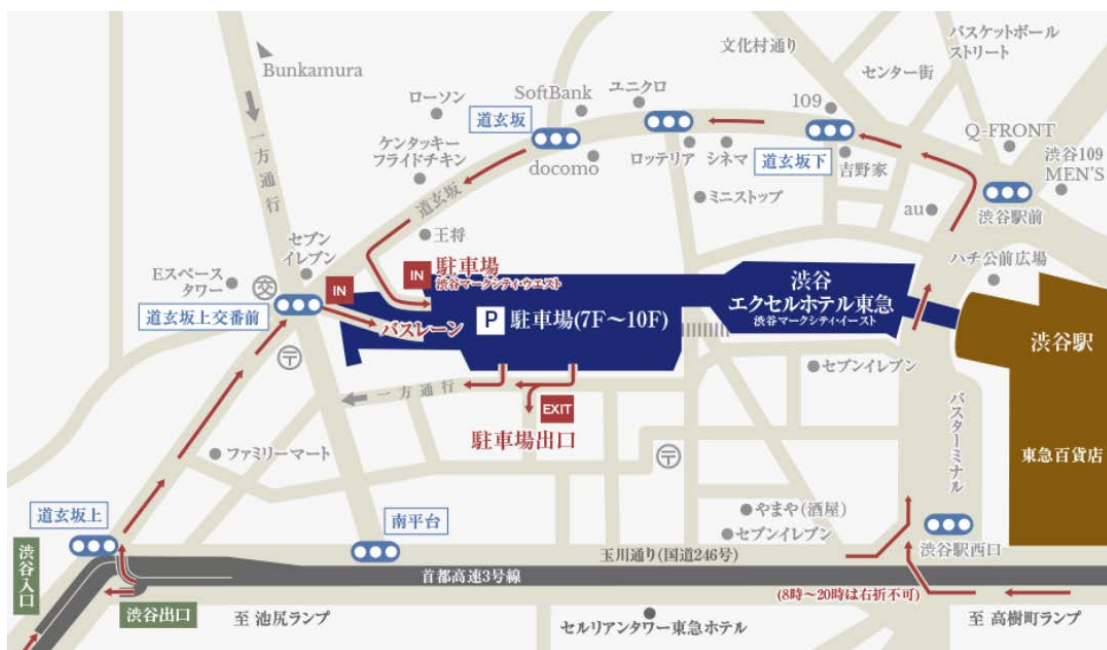 文化村通り
バスケットボール
ストリート
センター街
Bunkamura
ローソン
SoftBank
ユニクロ
109
Q-FRONT
道玄坂
ケンタッキー
フライドチキン
docomo
ロッテリア
シネマ
道玄坂下
吉野家
渋谷109
MEN'S
渋谷駅前
一方通行
道玄坂
ミニストップ
au
王将
セブン
イレブン
Eスペース
タワー
交
IN
IN
駐車場
渋谷マークシティ・ウエスト
渋谷
エクセルホテル東急
渋谷マークシティ・イースト
ハチ公前広場
道玄坂上交番前
バスレーン
P
駐車場(7F〜10F)
渋谷駅
〒
セブンイレブン
一方通行
EXIT
駐車場出口
バスターミナル
東急百貨店
ファミリーマート
〒
道玄坂上
南平台
やまや(酒屋)
セブンイレブン
渋谷駅西口
玉川通り(国道246号)
渋谷入口
首都高速3号線
(8時〜20時は右折不可)
渋谷出口
至 池尻ランプ
セルリアンタワー東急ホテル
至 高樹町ランプ